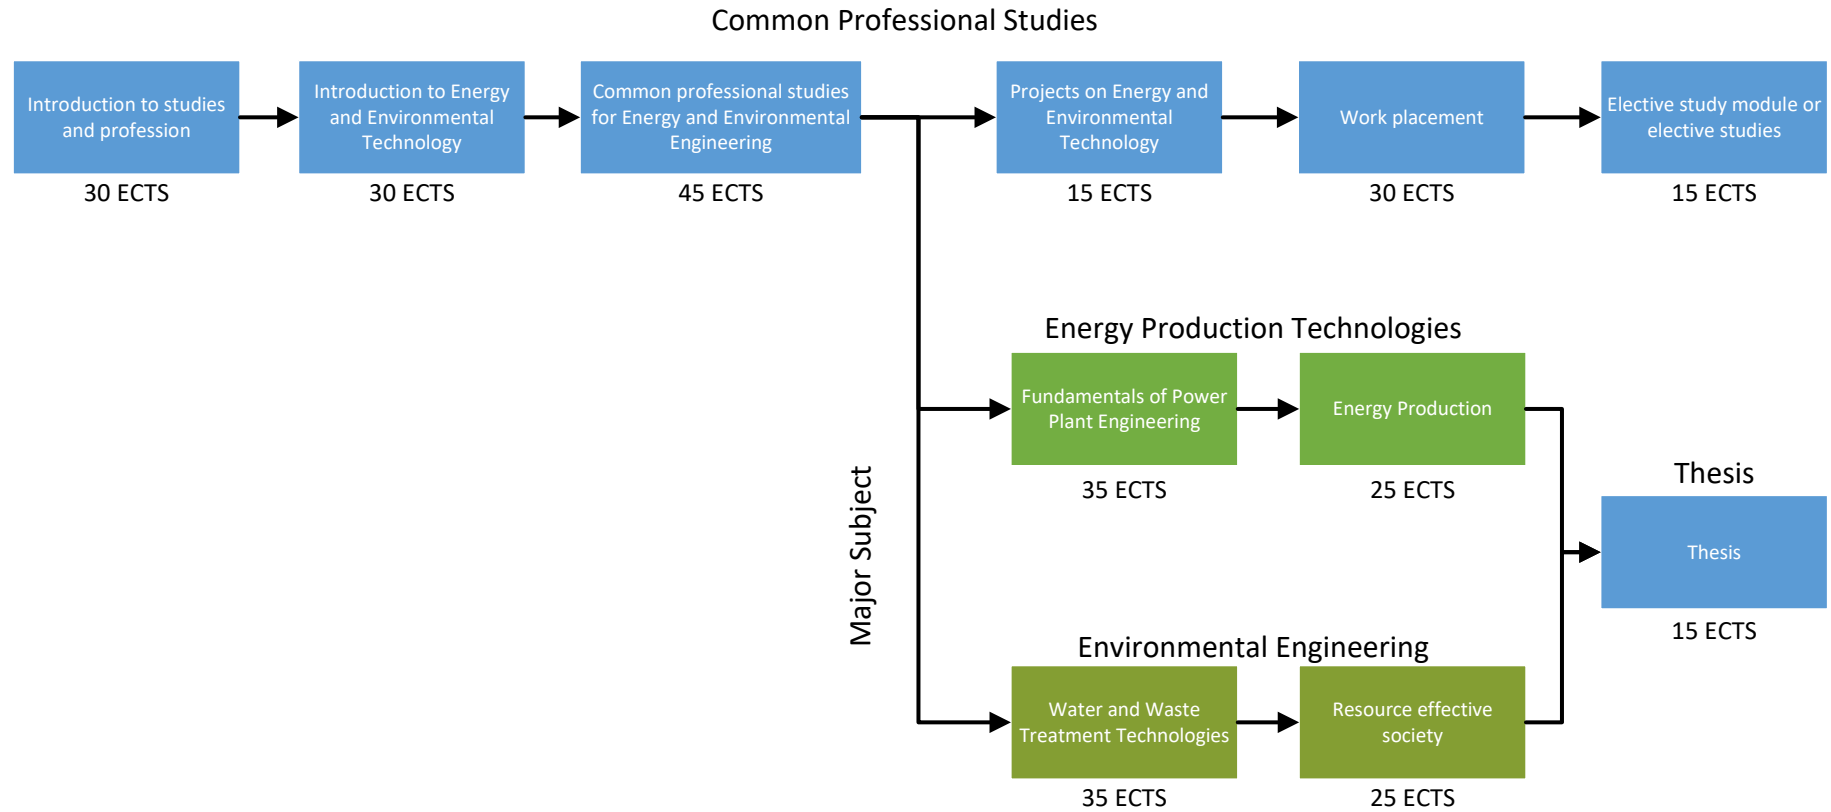 Common Professional Studies
Introduction to studies
and profession
30 ECTS
Introduction to Energy
and Environmental
Technology
30 ECTS
Common professional studies
for Energy and Environmental
Engineering
45 ECTS
Projects on Energy and
Environmental
Technology
15 ECTS
Work placement
30 ECTS
Elective study module or
elective studies
15 ECTS
Major Subject
Energy Production Technologies
Fundamentals of Power
Plant Engineering
35 ECTS
Energy Production
25 ECTS
Environmental Engineering
Water and Waste
Treatment Technologies
35 ECTS
Resource effective
society
25 ECTS
Thesis
Thesis
15 ECTS